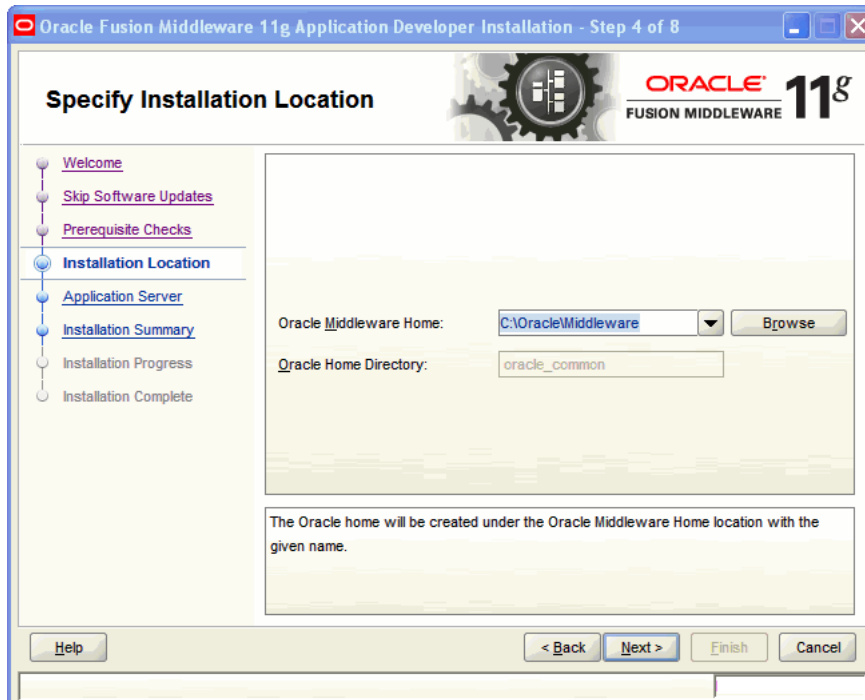 Oracle Fusion Middleware 11g Application Developer Installation - Step 4 of 8
Specify Installation Location
ORACLE
FUSION MIDDLEWARE 11g
Welcome
Skip Software Updates
Prerequisite Checks
Installation Location
Application Server
Installation Summary
Installation Progress
Installation Complete
Oracle Middleware Home: C:\Oracle\Middleware Browse
Oracle Home Directory: oracle_common
The Oracle home will be created under the Oracle Middleware Home location with the
given name.
Help < Back Next > Finish Cancel